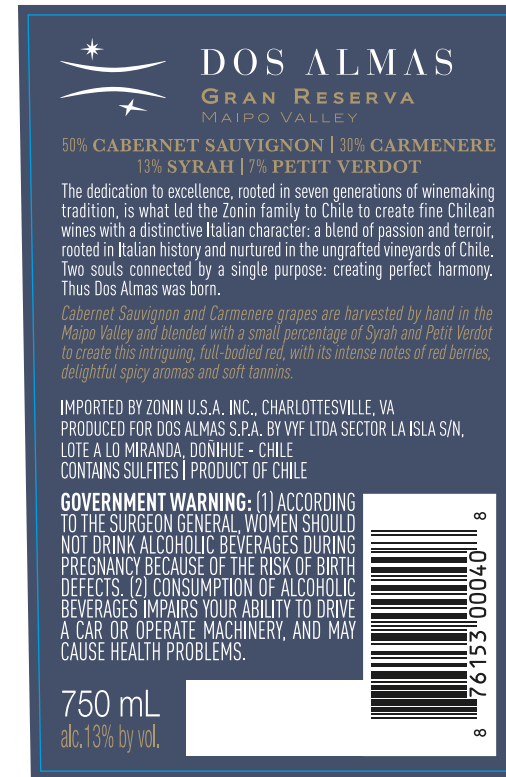 DOS ALMAS
GRAN RESERVA
MAIPO VALLEY
50% CABERNET SAUVIGNON | 30% CARMENERE
13% SYRAH | 7% PETIT VERDOT
The dedication to excellence, rooted in seven generations of winemaking
tradition, is what led the Zonin family to Chile to create fine Chilean
wines with a distinctive Italian character: a blend of passion and terroir,
rooted in Italian history and nurtured in the ungrafted vineyards of Chile.
Two souls connected by a single purpose: creating perfect harmony.
Thus Dos Almas was born.
Cabernet Sauvignon and Carmenere grapes are harvested by hand in the
Maipo Valley and blended with a small percentage of Syrah and Petit Verdot
to create this intriguing, full-bodied red, with its intense notes of red berries,
delightful spicy aromas and soft tannins.
IMPORTED BY ZONIN U.S.A. INC., CHARLOTTESVILLE, VA
PRODUCED FOR DOS ALMAS S.P.A. BY VYF LTDA SECTOR LA ISLA S/N,
LOTE A LO MIRANDA, DOÑIHUE - CHILE
CONTAINS SULFITES | PRODUCT OF CHILE
GOVERNMENT WARNING: (1) ACCORDING
TO THE SURGEON GENERAL, WOMEN SHOULD
NOT DRINK ALCOHOLIC BEVERAGES DURING
PREGNANCY BECAUSE OF THE RISK OF BIRTH
DEFECTS. (2) CONSUMPTION OF ALCOHOLIC
BEVERAGES IMPAIRS YOUR ABILITY TO DRIVE
A CAR OR OPERATE MACHINERY, AND MAY
CAUSE HEALTH PROBLEMS.
750 mL
alc.13% by vol.
8 76153 00040 8